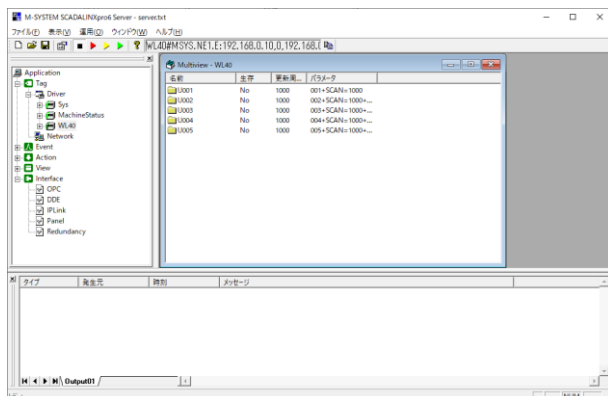 M-SYSTEM SCADALINXpro6 Server - server.txt
ファイル(F) 表示(V) 運用(O) ウィンドウ(W) ヘルプ(H)
WL40#MSYS.NE1.E:192.168.0.10,0,192.168.(
Application
Tag
Driver
Sys
MachineStatus
WL40
Network
Event
Action
View
Interface
OPC
DDE
IPLink
Panel
Redundancy
Multiview - WL40
名前 生存 更新周... パラメータ
U001 No 1000 001+SCAN=1000
U002 No 1000 002+SCAN=1000+...
U003 No 1000 003+SCAN=1000+...
U004 No 1000 004+SCAN=1000+...
U005 No 1000 005+SCAN=1000+...
タイプ 発生元 時刻 メッセージ
Output01